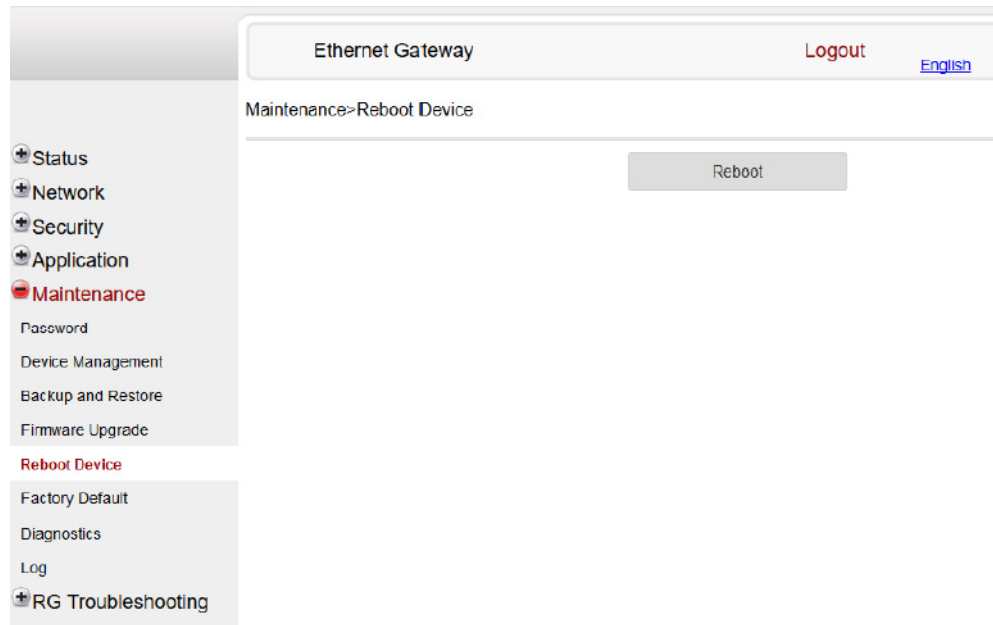 Ethernet Gateway
Logout
English
Maintenance>Reboot Device
Reboot
Status
Network
Security
Application
Maintenance
Password
Device Management
Backup and Restore
Firmware Upgrade
Reboot Device
Factory Default
Diagnostics
Log
RG Troubleshooting